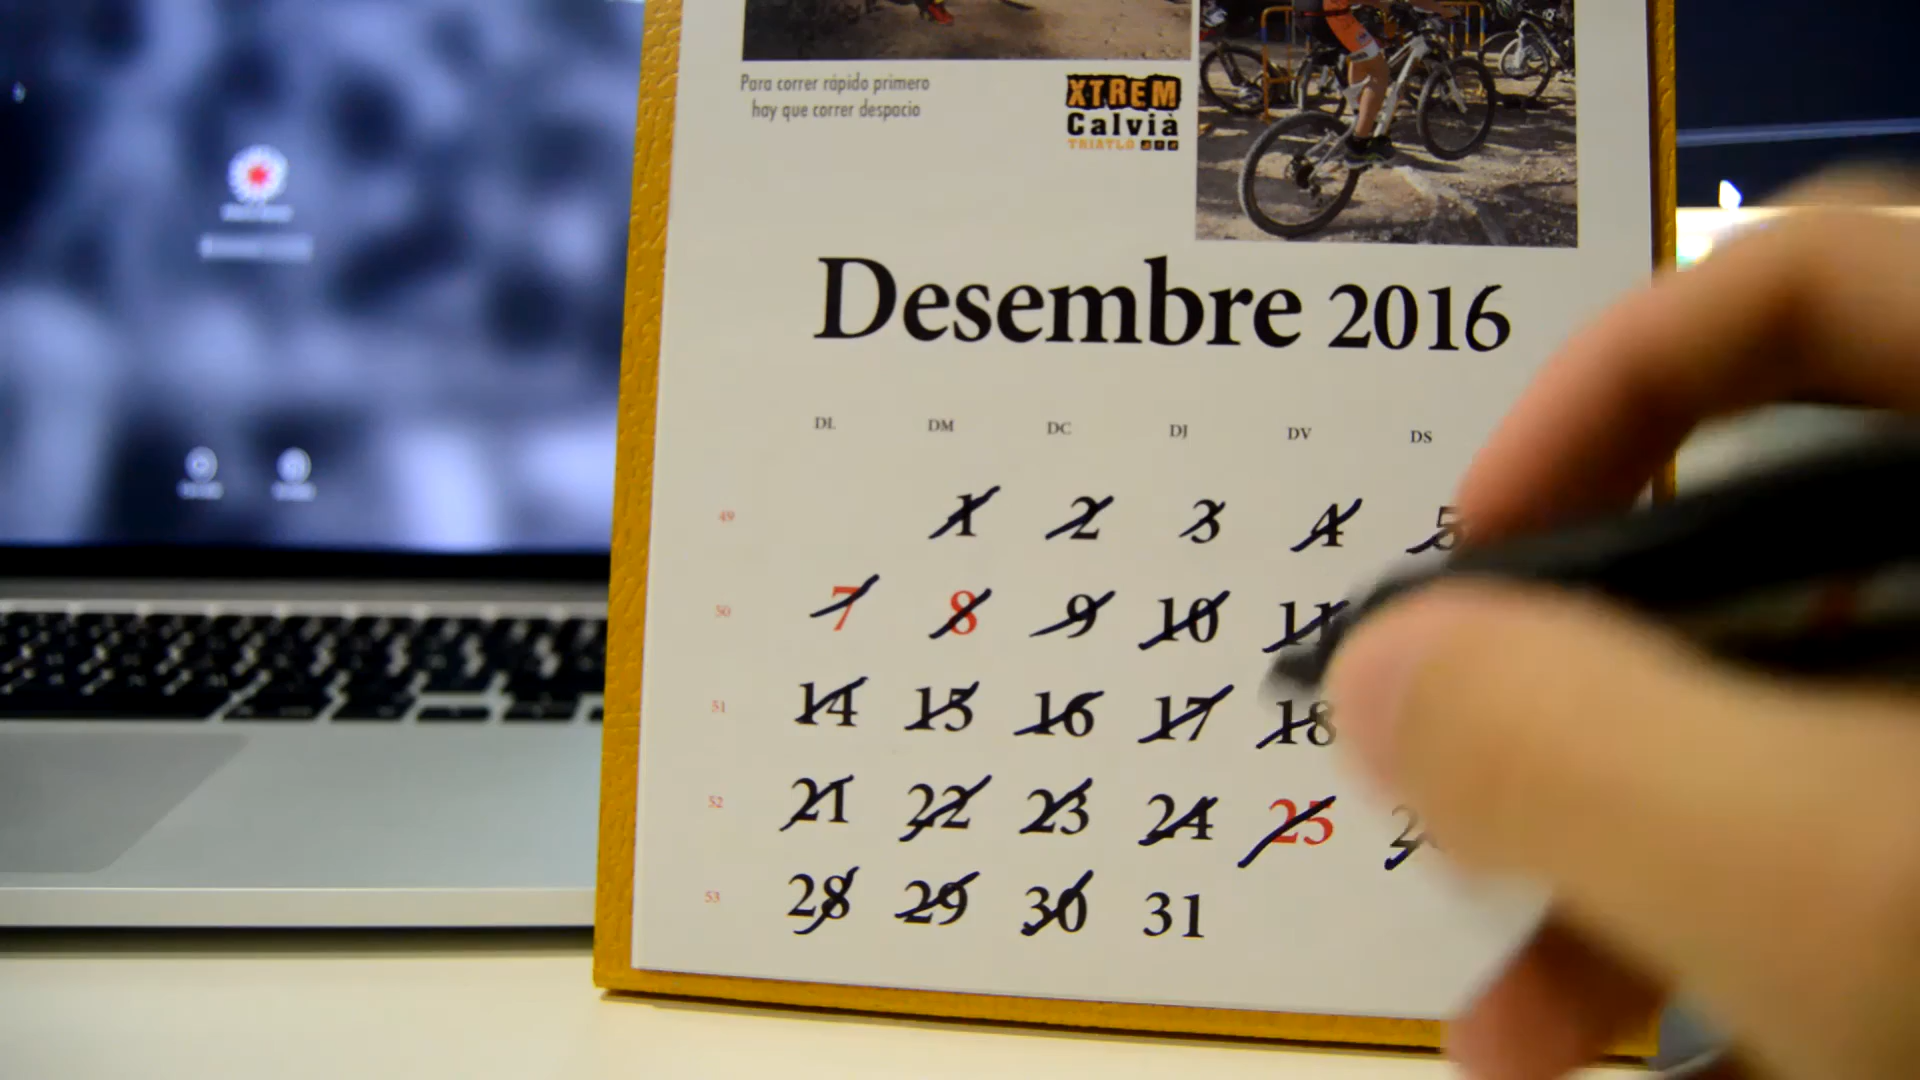 Para correr rápido primero
hay que correr despacio
XTREM
Calvià
TRIATLÓ
Desembre 2016
DL DM DC DJ DV DS
49 1 2 3 4 5
50 7 8 9 10 11
51 14 15 16 17 18
52 21 22 23 24 25
53 28 29 30 31